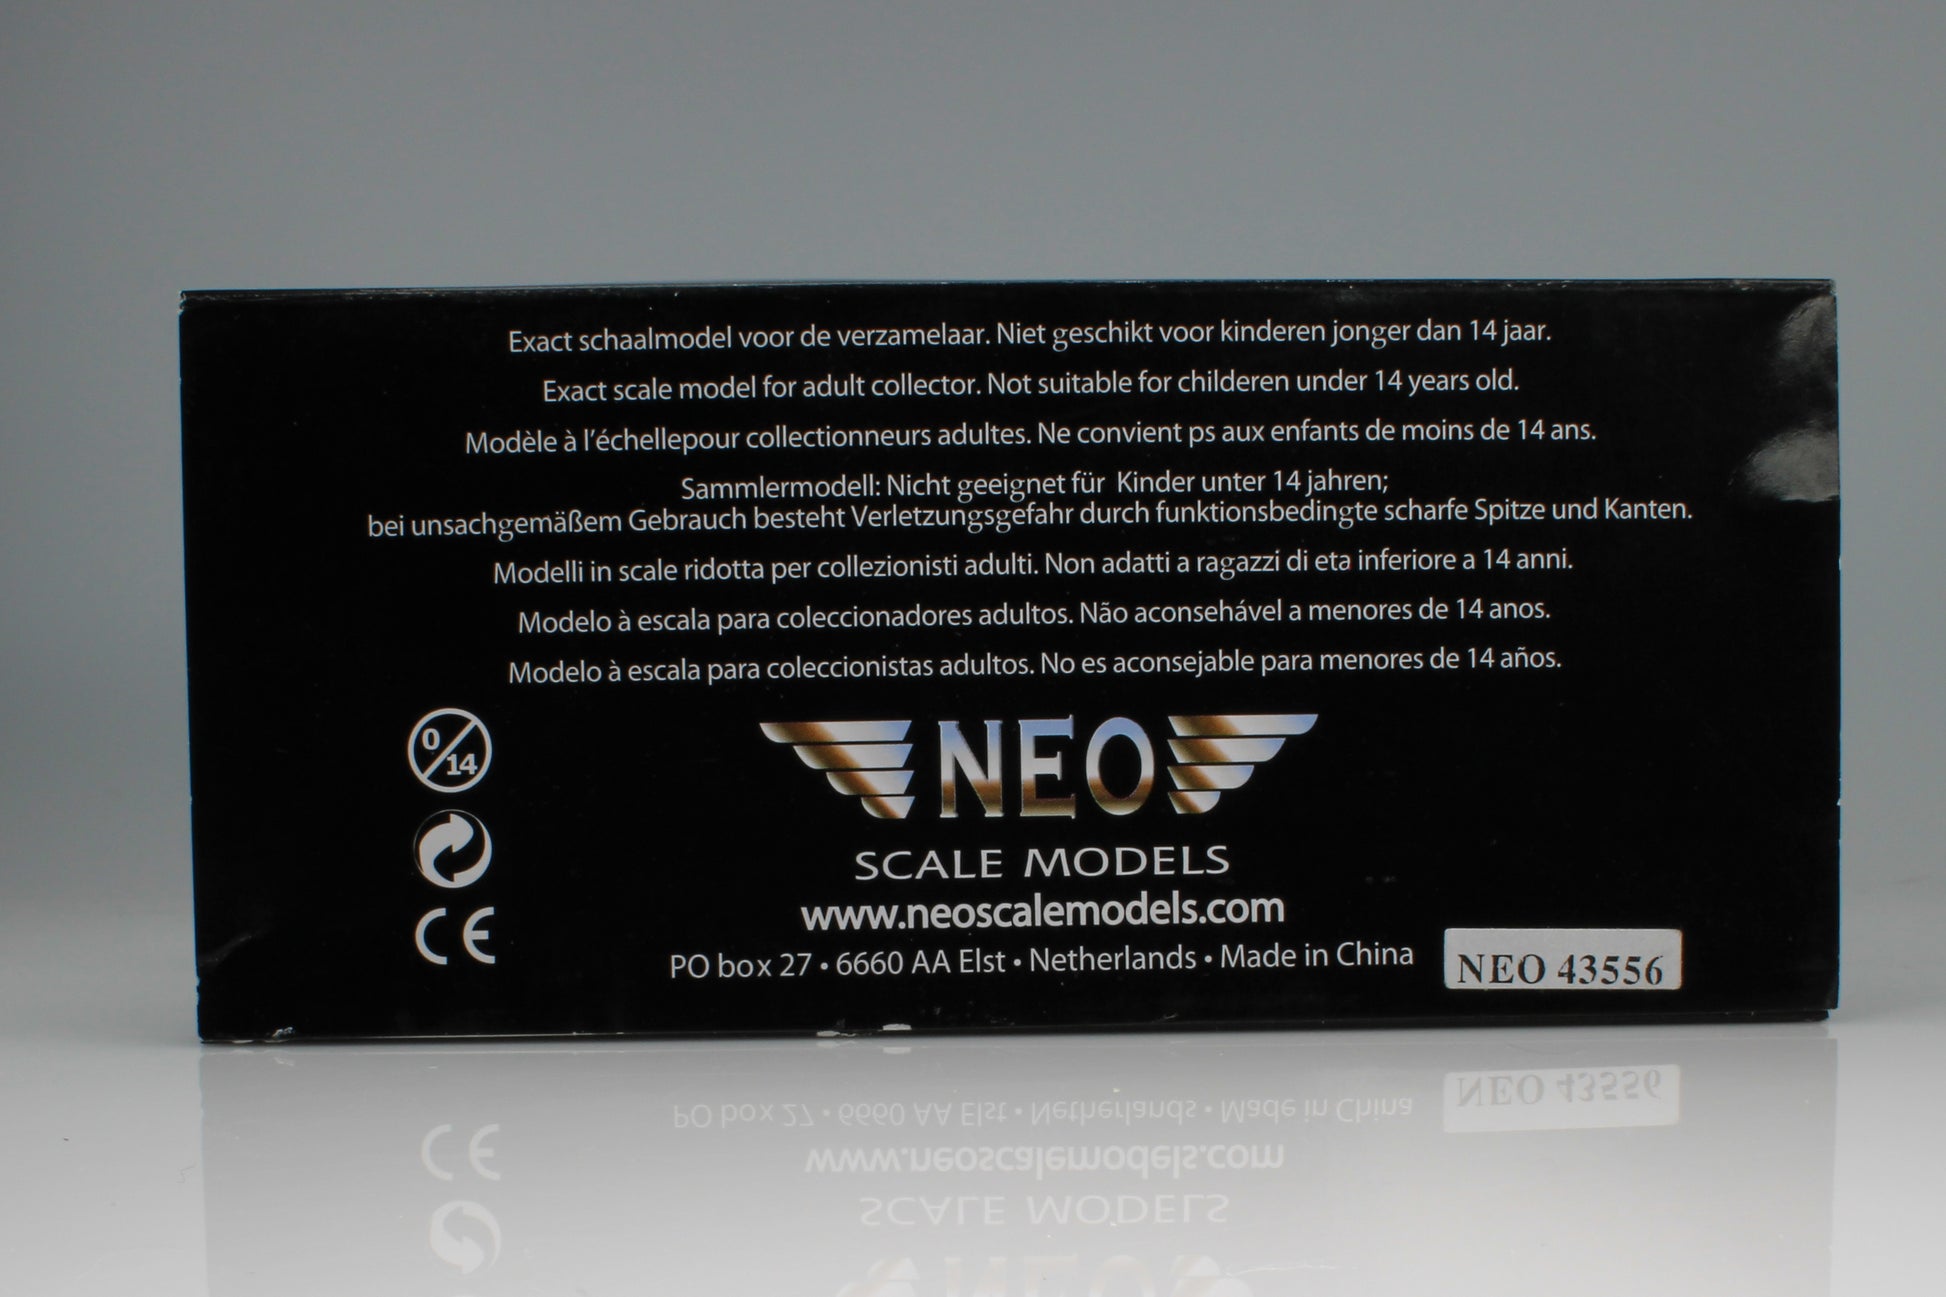 Exact schaalmodel voor de verzamelaar. Niet geschikt voor kinderen jonger dan 14 jaar.
Exact scale model for adult collector. Not suitable for childeren under 14 years old.
Modèle à l'échellepour collectionneurs adultes. Ne convient ps aux enfants de moins de 14 ans.
Sammlermodell: Nicht geeignet für Kinder unter 14 jahren;
bei unsachgemäßem Gebrauch besteht Verletzungsgefahr durch funktionsbedingte scharfe Spitze und Kanten.
Modelli in scale ridotta per collezionisti adulti. Non adatti a ragazzi di eta inferiore a 14 anni.
Modelo à escala para coleccionadores adultos. Não aconsehável a menores de 14 anos.
Modelo à escala para coleccionistas adultos. No es aconsejable para menores de 14 años.
0/14
NEO
SCALE MODELS
www.neoscalemodels.com
CE
PO box 27 • 6660 AA Elst • Netherlands • Made in China
NEO 43556